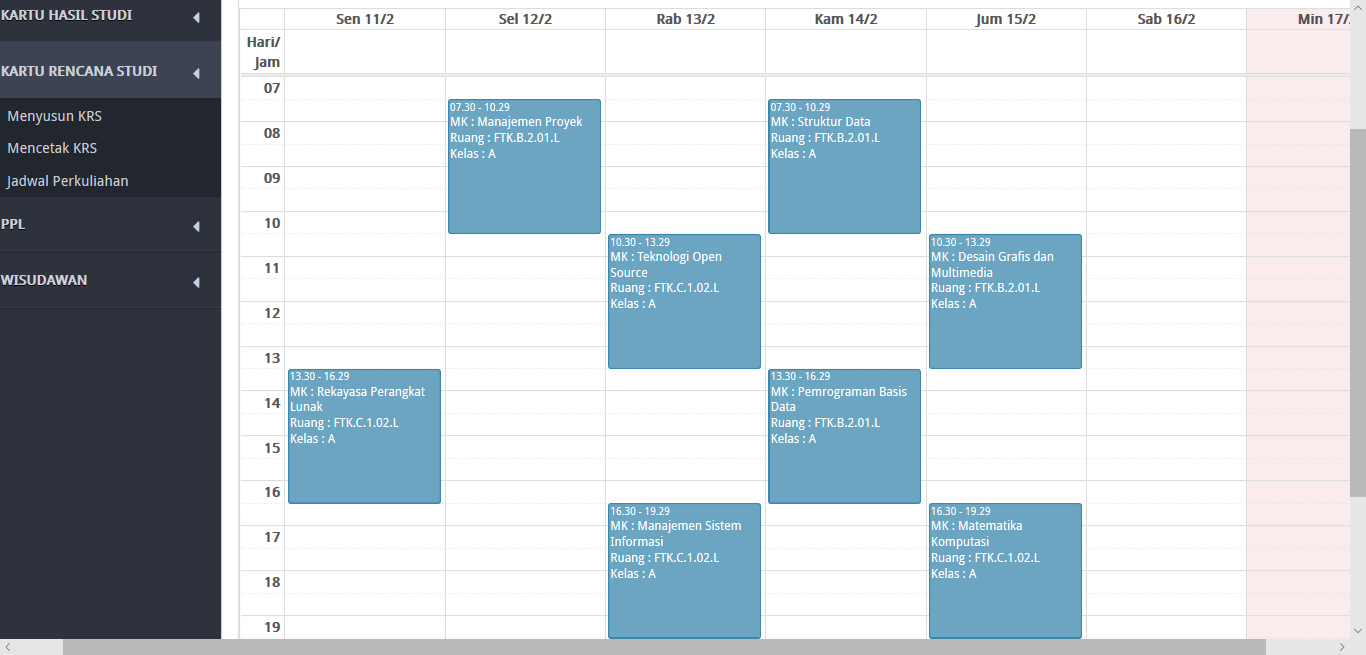 KARTU HASIL STUDI
KARTU RENCANA STUDI
Menyusun KRS
Mencetak KRS
Jadwal Perkuliahan
PPL
WISUDAWAN
Sen 11/2
Sel 12/2
Rab 13/2
Kam 14/2
Jum 15/2
Sab 16/2
Min 17/
Hari/
Jam
07
08
09
10
11
12
13
14
15
16
17
18
19
13.30 - 16.29
MK : Rekayasa Perangkat
Lunak
Ruang : FTK.C.1.02.L
Kelas : A
07.30 - 10.29
MK : Manajemen Proyek
Ruang : FTK.B.2.01.L
Kelas : A
10.30 - 13.29
MK : Teknologi Open
Source
Ruang : FTK.C.1.02.L
Kelas : A
16.30 - 19.29
MK : Manajemen Sistem
Informasi
Ruang : FTK.C.1.02.L
Kelas : A
07.30 - 10.29
MK : Struktur Data
Ruang : FTK.B.2.01.L
Kelas : A
13.30 - 16.29
MK : Pemrograman Basis
Data
Ruang : FTK.B.2.01.L
Kelas : A
10.30 - 13.29
MK : Desain Grafis dan
Multimedia
Ruang : FTK.B.2.01.L
Kelas : A
16.30 - 19.29
MK : Matematika
Komputasi
Ruang : FTK.C.1.02.L
Kelas : A